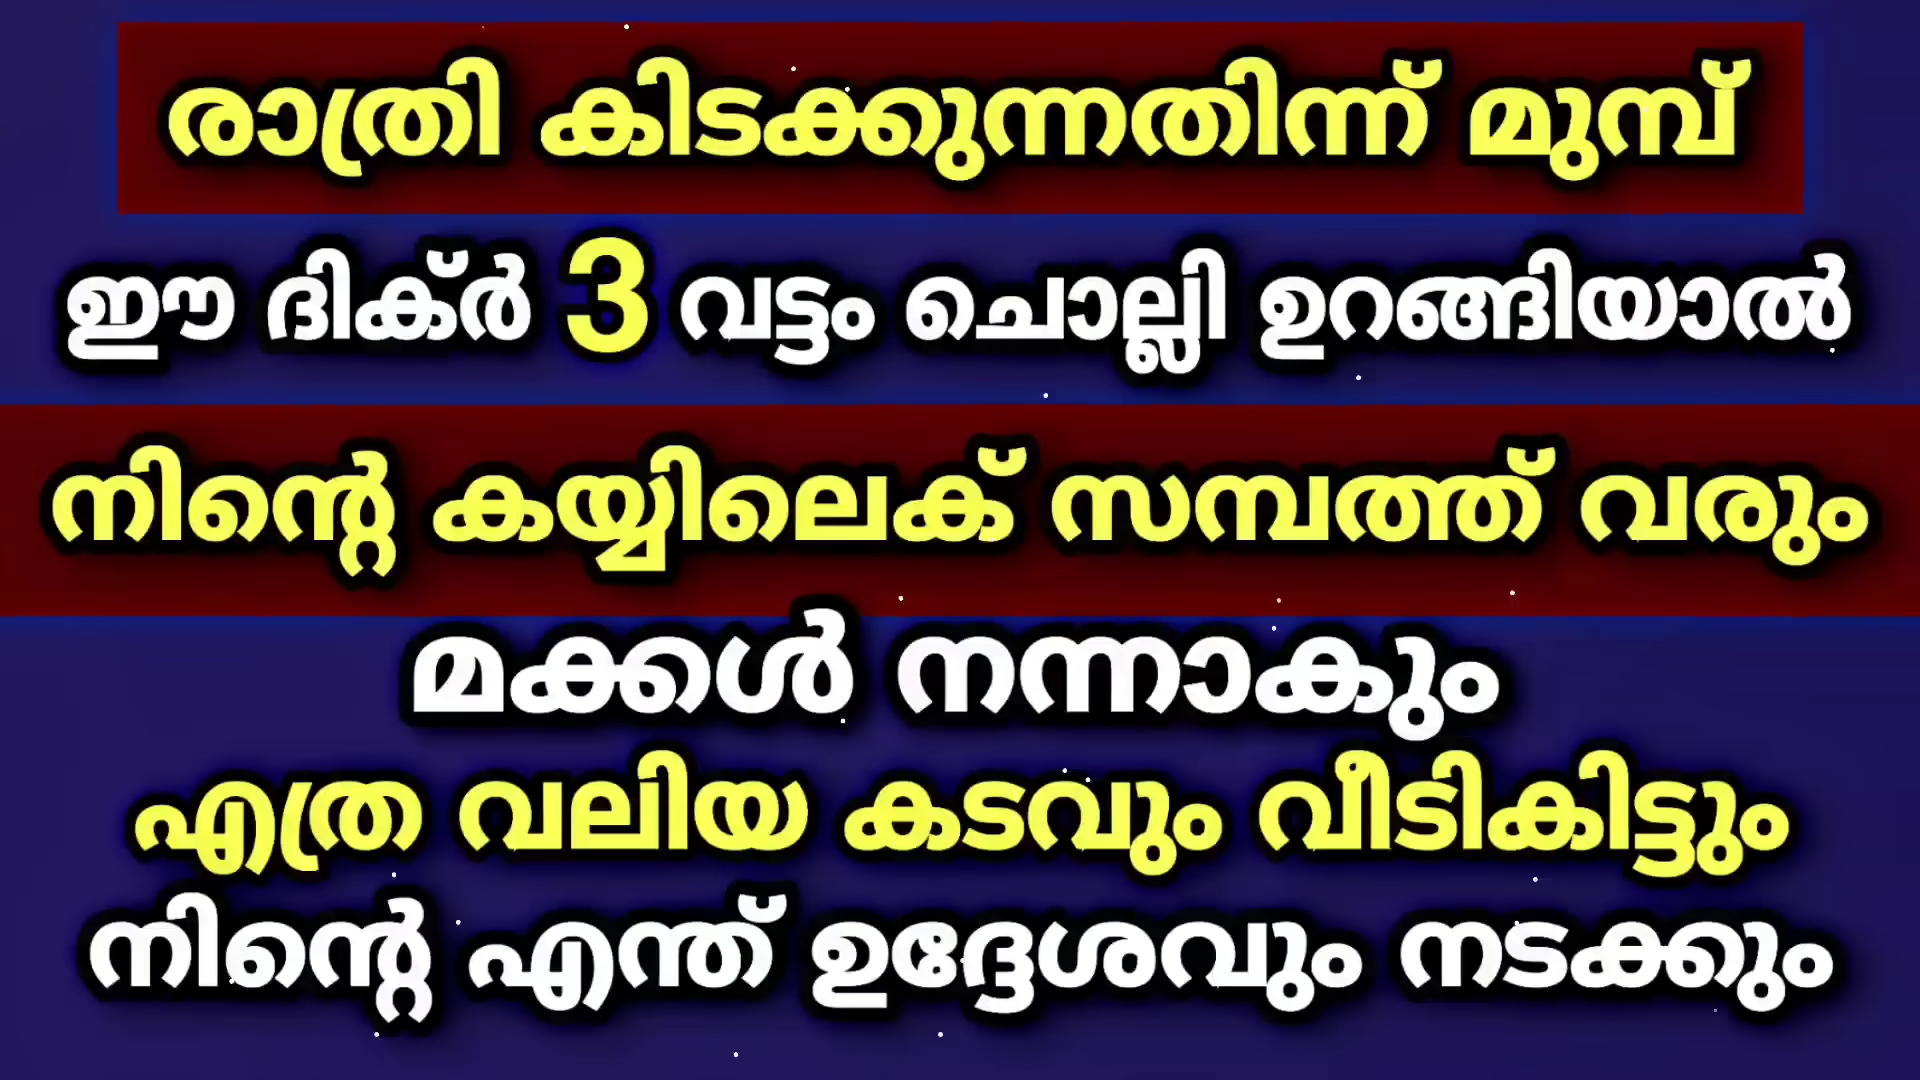 രാത്രി കിടക്കുന്നതിന് മുമ്പ്
ഈ ദിക്ർ 3 വട്ടം ചൊല്ലി ഉറങ്ങിയാൽ
നിന്റെ കയ്യിലെക് സമ്പത്ത് വരും
മക്കൾ നന്നാകും
എത്ര വലിയ കടവും വീടികിട്ടും
നിന്റെ എന്ത് ഉദ്ദേശവും നടക്കും